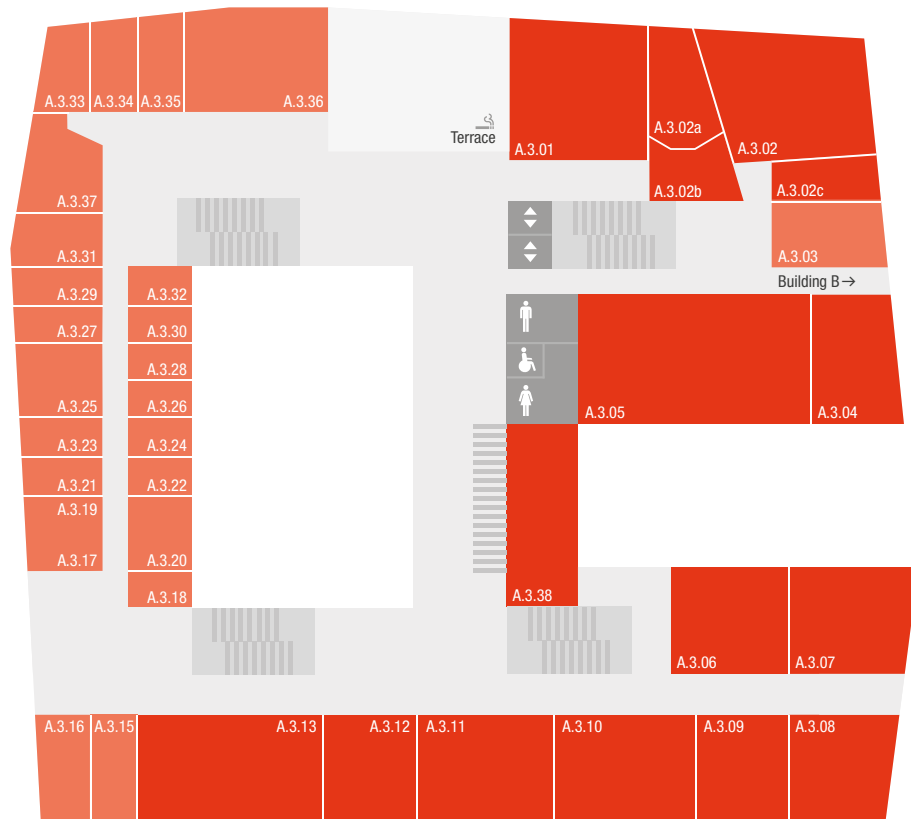 A.3.33
A.3.34
A.3.35
A.3.36
Terrace
A.3.01
A.3.02a
A.3.02
A.3.02b
A.3.02c
A.3.37
A.3.31
A.3.03
Building B→
A.3.29
A.3.32
A.3.27
A.3.30
A.3.28
A.3.25
A.3.26
A.3.05
A.3.04
A.3.23
A.3.24
A.3.21
A.3.22
A.3.19
A.3.17
A.3.20
A.3.18
A.3.38
A.3.06
A.3.07
A.3.16
A.3.15
A.3.13
A.3.12
A.3.11
A.3.10
A.3.09
A.3.08